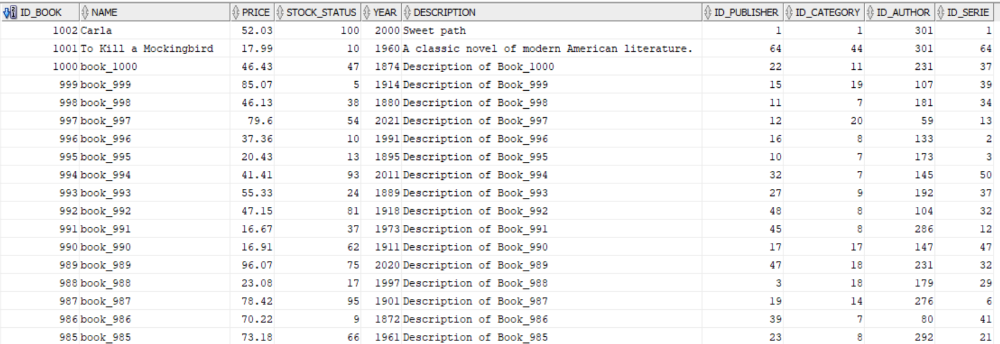 ID_BOOK NAME PRICE STOCK_STATUS YEAR DESCRIPTION ID_PUBLISHER ID_CATEGORY ID_AUTHOR ID_SERIE
1002 Carla 52.03 100 2000 Sweet path 1 1 301 1
1001 To Kill a Mockingbird 17.99 10 1960 A classic novel of modern American literature. 64 44 301 64
1000 book_1000 46.43 47 1874 Description of Book_1000 22 11 231 37
999 book_999 85.07 5 1914 Description of Book_999 15 19 107 39
998 book_998 46.13 38 1880 Description of Book_998 11 7 181 34
997 book_997 79.6 54 2021 Description of Book_997 12 20 59 13
996 book_996 37.36 10 1991 Description of Book_996 16 8 133 2
995 book_995 20.43 13 1895 Description of Book_995 10 7 173 3
994 book_994 41.41 93 2011 Description of Book_994 32 7 145 50
993 book_993 55.33 24 1889 Description of Book_993 27 9 192 37
992 book_992 47.15 81 1918 Description of Book_992 48 8 104 32
991 book_991 16.67 37 1973 Description of Book_991 45 8 286 12
990 book_990 16.91 62 1911 Description of Book_990 17 17 147 47
989 book_989 96.07 75 2020 Description of Book_989 47 18 231 32
988 book_988 23.08 17 1997 Description of Book_988 3 18 179 29
987 book_987 78.42 95 1901 Description of Book_987 19 14 276 6
986 book_986 70.22 9 1872 Description of Book_986 39 7 80 41
985 book_985 73.18 66 1961 Description of Book_985 23 8 292 21